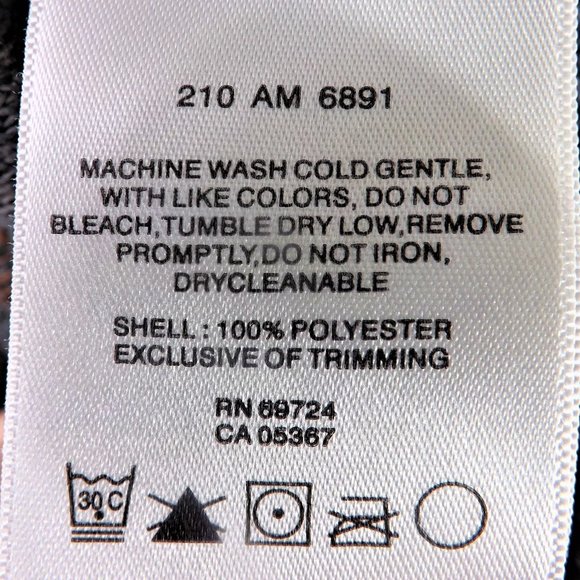 210 AM 6891
MACHINE WASH COLD GENTLE,
WITH LIKE COLORS, DO NOT
BLEACH,TUMBLE DRY LOW,REMOVE
PROMPTLY,DO NOT IRON,
DRYCLEANABLE
SHELL : 100% POLYESTER
EXCLUSIVE OF TRIMMING
RN 69724
CA 05367
30 C